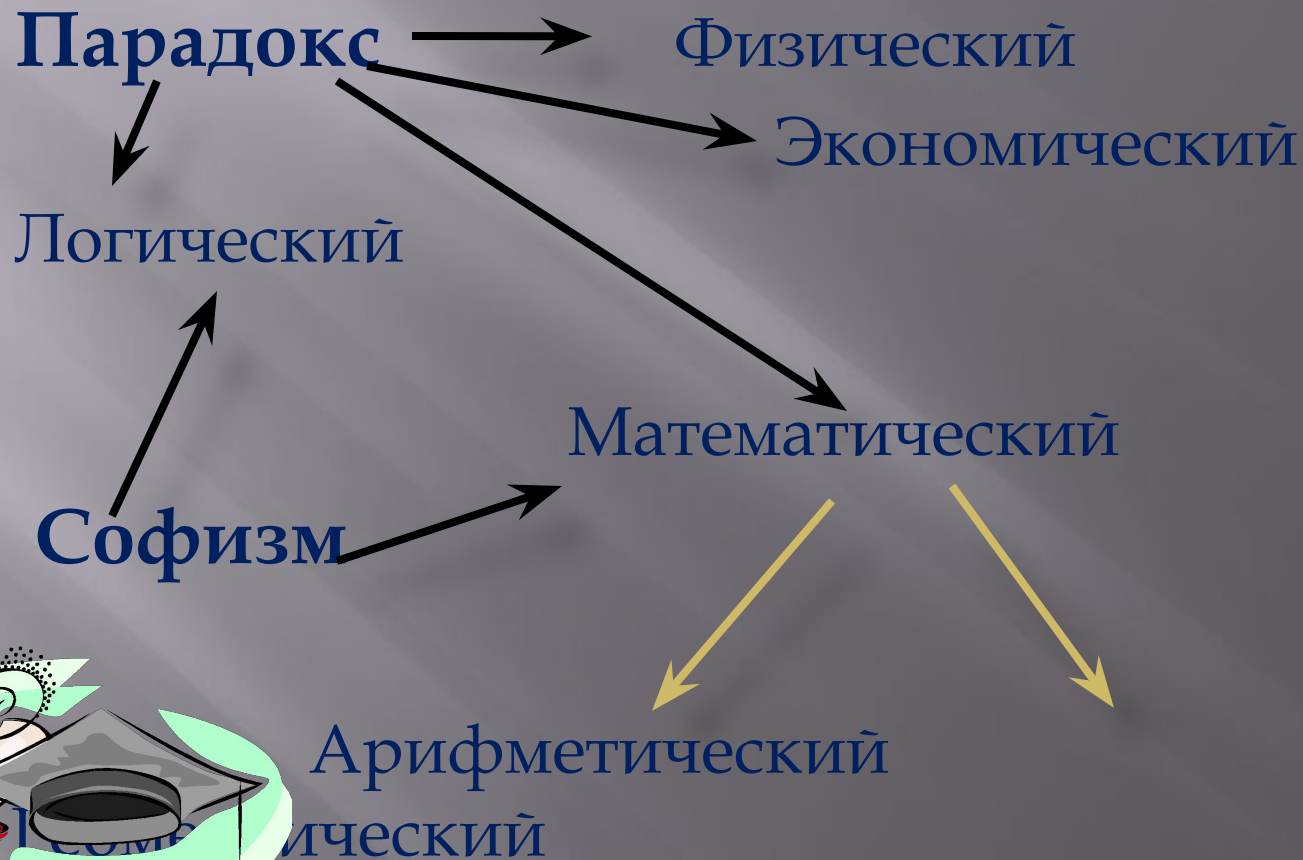 Парадокс
Физический
Экономический
Логический
Математический
Софизм
Арифметический